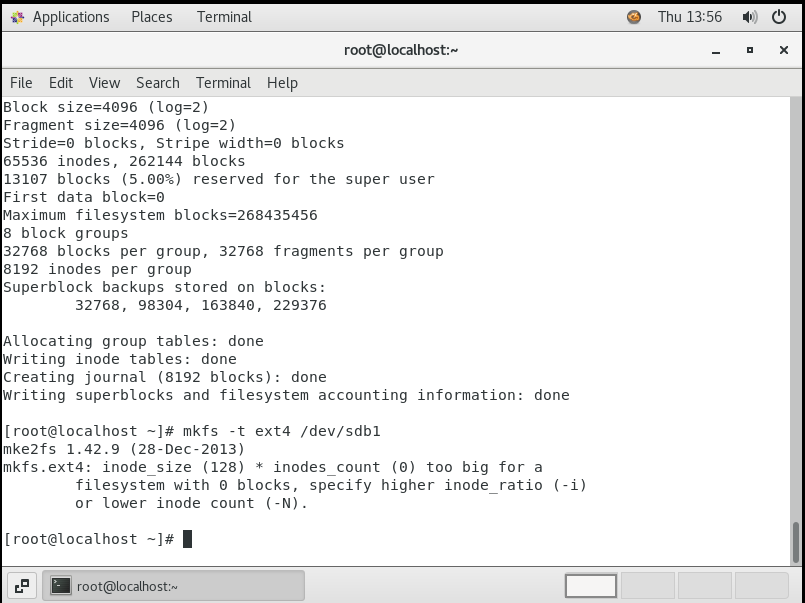 Applications Places Terminal Thu 13:56
root@localhost:~
File Edit View Search Terminal Help
Block size=4096 (log=2)
Fragment size=4096 (log=2)
Stride=0 blocks, Stripe width=0 blocks
65536 inodes, 262144 blocks
13107 blocks (5.00%) reserved for the super user
First data block=0
Maximum filesystem blocks=268435456
8 block groups
32768 blocks per group, 32768 fragments per group
8192 inodes per group
Superblock backups stored on blocks:
        32768, 98304, 163840, 229376
Allocating group tables: done
Writing inode tables: done
Creating journal (8192 blocks): done
Writing superblocks and filesystem accounting information: done
[root@localhost ~]# mkfs -t ext4 /dev/sdb1
mke2fs 1.42.9 (28-Dec-2013)
mkfs.ext4: inode_size (128) * inodes_count (0) too big for a
        filesystem with 0 blocks, specify higher inode_ratio (-i)
        or lower inode count (-N).
[root@localhost ~]#
root@localhost:~